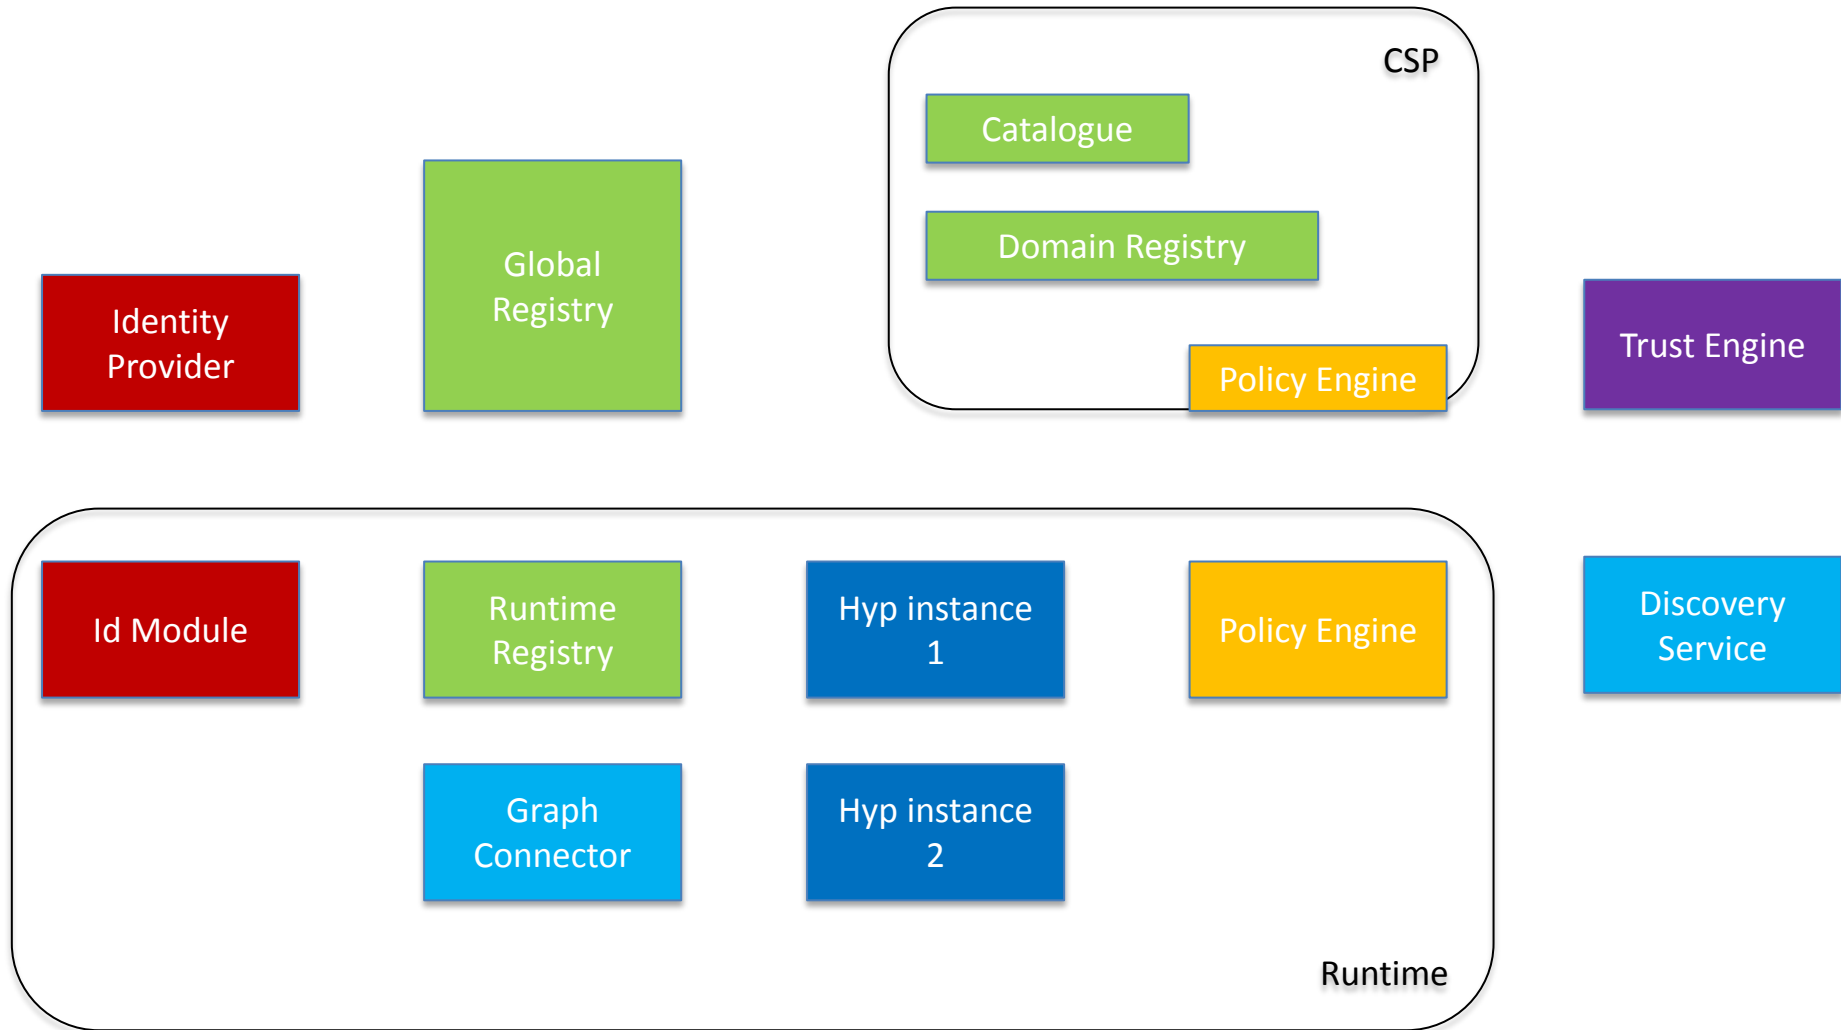 CSP
Catalogue
Domain Registry
Global
Registry
Identity
Provider
Policy Engine
Trust Engine
Id Module
Runtime
Registry
Hyp instance
1
Policy Engine
Discovery
Service
Graph
Connector
Hyp instance
2
Runtime